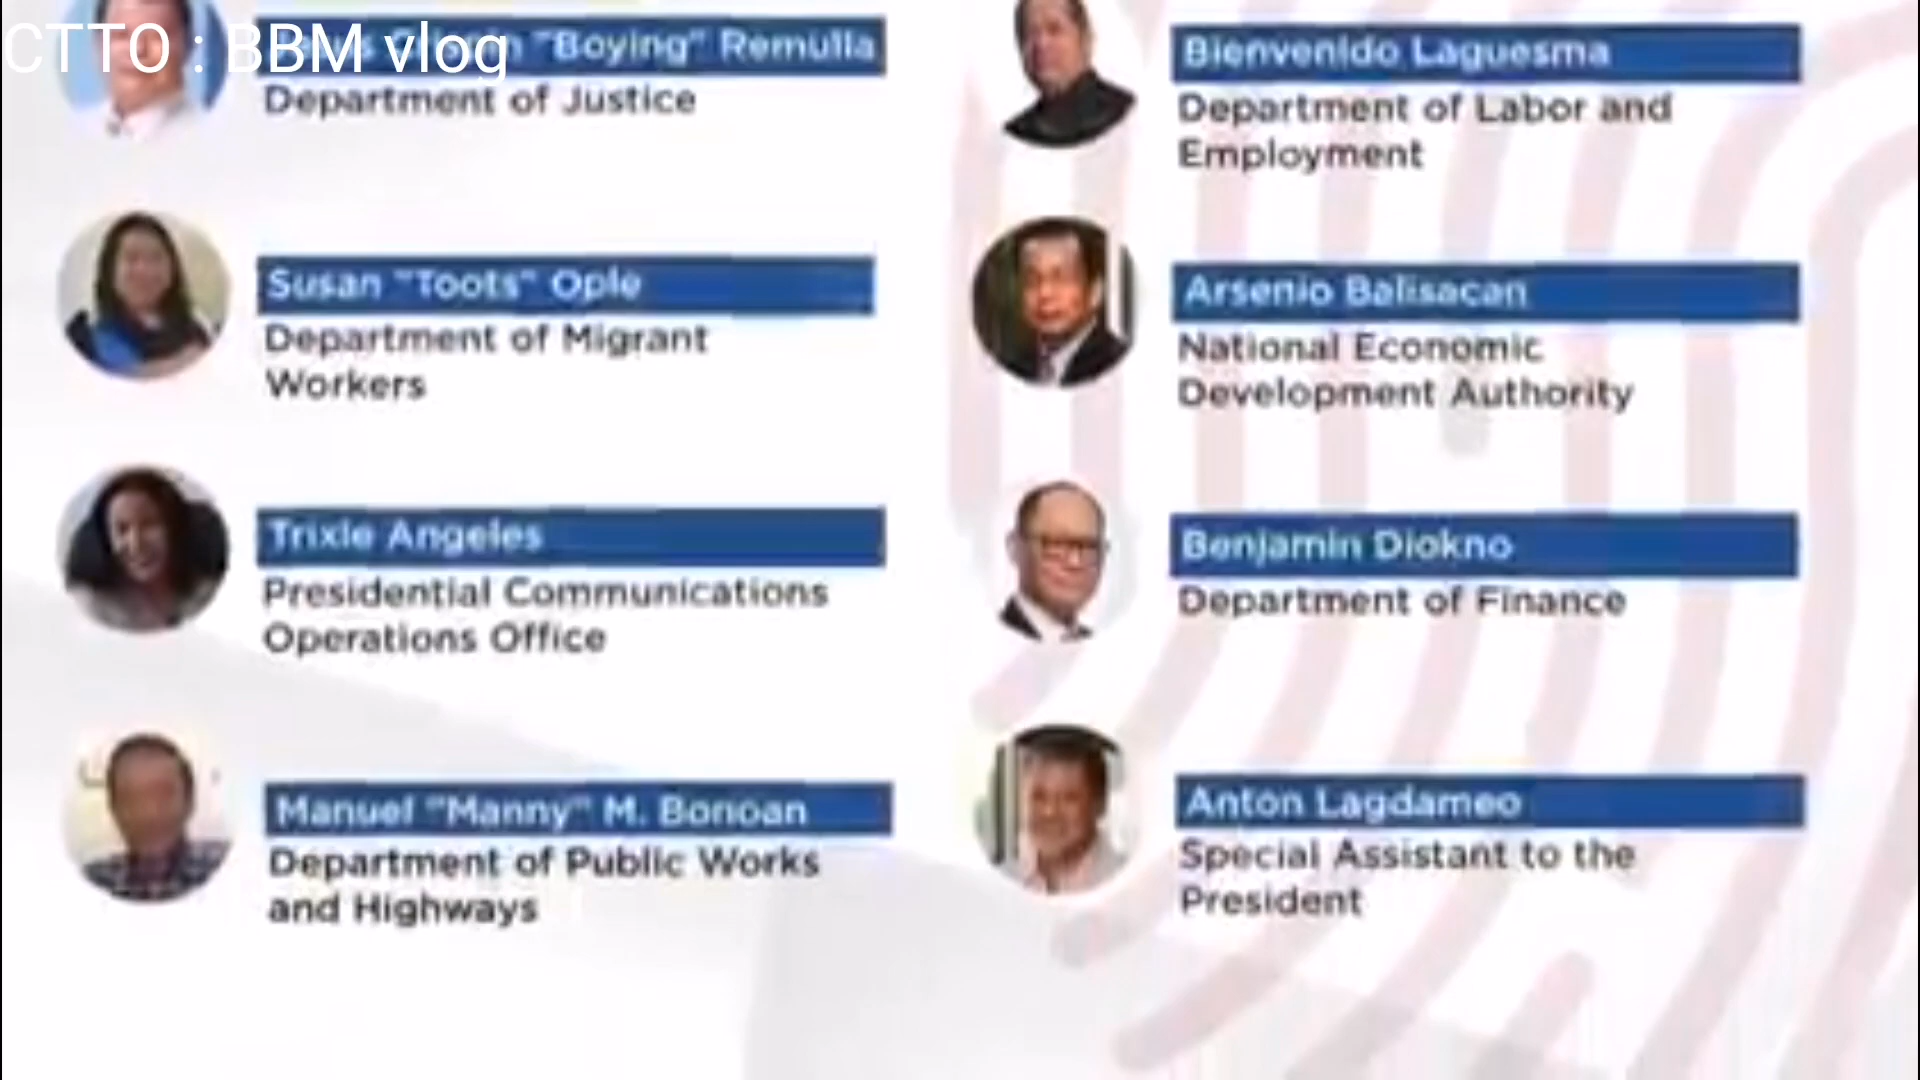 CTTO : BBM vlog
"Boying" Remulla
Department of Justice
Susan "Toots" Ople
Department of Migrant
Workers
Trixie Angeles
Presidential Communications
Operations Office
Manuel "Manny" M. Bonoan
Department of Public Works
and Highways
Bienvenido Laguesma
Department of Labor and
Employment
Arsenio Balisacan
National Economic
Development Authority
Benjamin Diokno
Department of Finance
Anton Lagdameo
Special Assistant to the
President